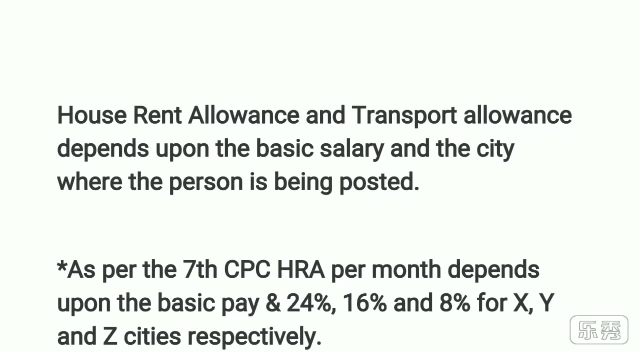 House Rent Allowance and Transport allowance
depends upon the basic salary and the city
where the person is being posted.
*As per the 7th CPC HRA per month depends
upon the basic pay & 24%, 16% and 8% for X, Y
and Z cities respectively.
乐秀